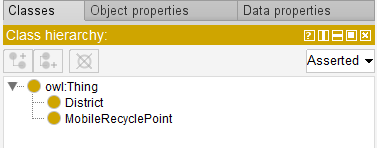 Classes Object properties Data properties
Class hierarchy:
Asserted
owl:Thing
District
MobileRecyclePoint